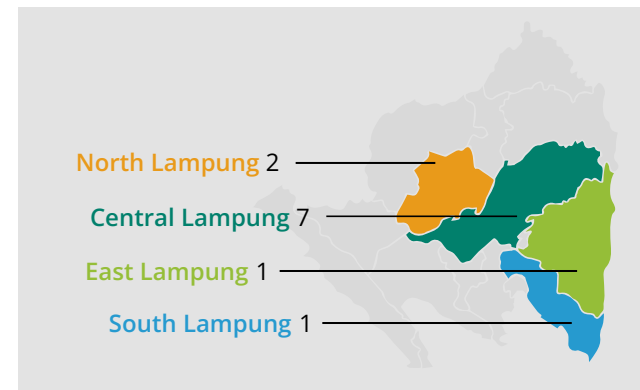 North Lampung 2
Central Lampung 7
East Lampung 1
South Lampung 1